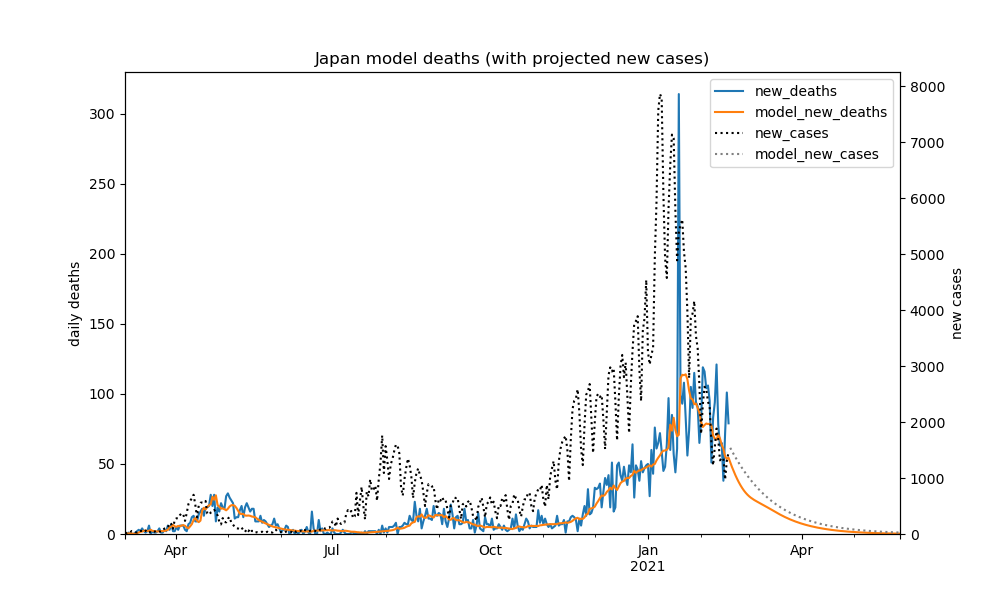 Japan model deaths (with projected new cases)
new_deaths
model_new_deaths
new_cases
model_new_cases
daily deaths
new cases
300
250
200
150
100
50
0
8000
7000
6000
5000
4000
3000
2000
1000
0
Apr
Jul
Oct
Jan
2021
Apr